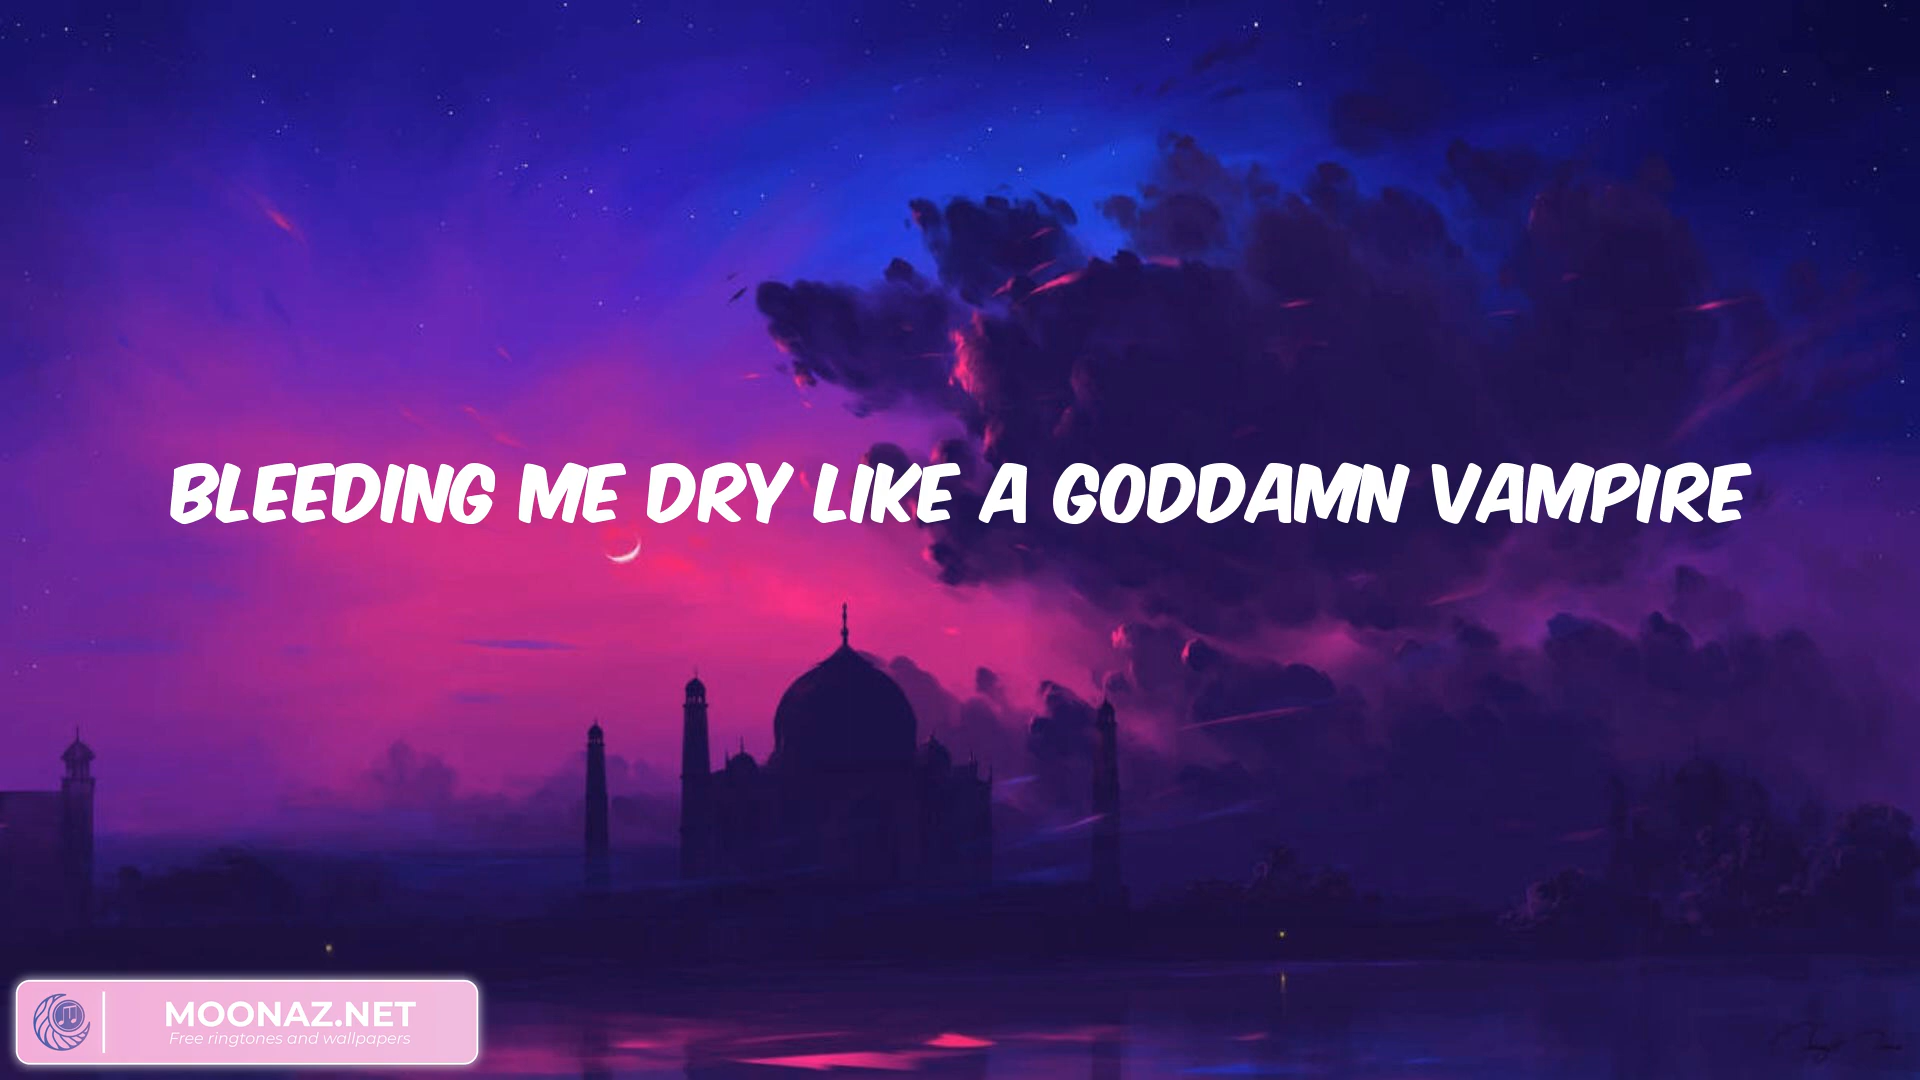 BLEEDING ME DRY LIKE A GODDAMN VAMPIRE
MOONAZ.NET
Free ringtones and wallpapers